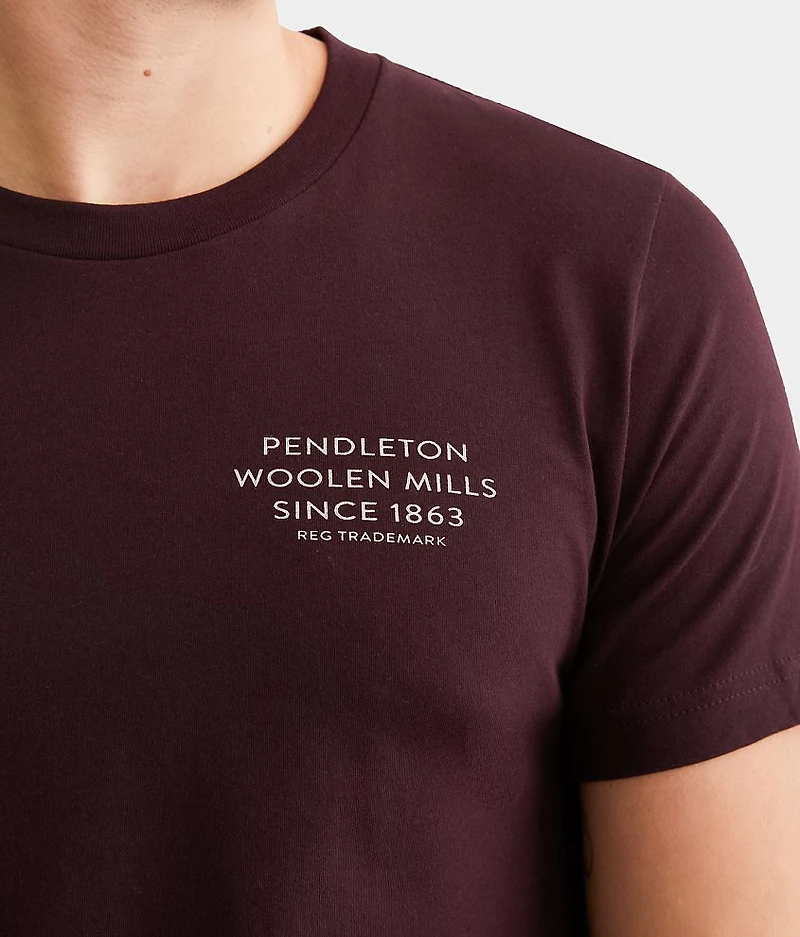 PENDLETON
WOOLEN MILLS
SINCE 1863
REG TRADEMARK